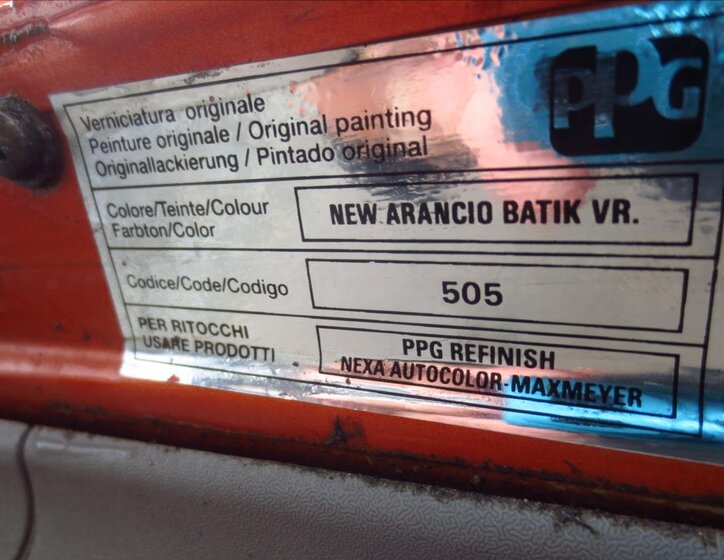 PPG
Verniciatura originale
Peinture originale / Original painting
Originallackierung / Pintado original
Colore/Teinte/Colour
Farbton/Color
NEW ARANCIO BATIK VR.
Codice/Code/Codigo
505
PER RITOCCHI
USARE PRODOTTI
PPG REFINISH
NEXA AUTOCOLOR-MAXMEYER